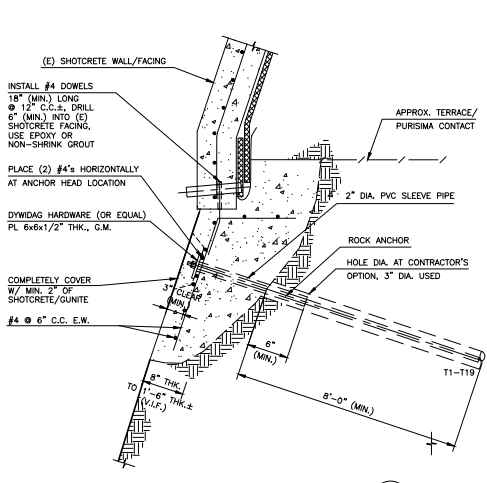 (E) SHOTCRETE WALL/FACING
INSTALL #4 DOWELS
18" (MIN.) LONG
@ 12" C.C.±, DRILL
6" (MIN.) INTO (E)
SHOTCRETE FACING,
USE EPOXY OR
NON-SHRINK GROUT
PLACE (2) #4's HORIZONTALLY
AT ANCHOR HEAD LOCATION
DYWIDAG HARDWARE (OR EQUAL)
PL 6x6x1/2" THK., G.M.
COMPLETELY COVER
W/ MIN. 2" OF
SHOTCRETE/GUNITE
#4 @ 6" C.C. E.W.
APPROX. TERRACE/
PURISIMA CONTACT
2" DIA. PVC SLEEVE PIPE
ROCK ANCHOR
HOLE DIA. AT CONTRACTOR'S
OPTION, 3" DIA. USED
3" CLEAR
(MIN.)
6"
(MIN.)
T1-T19
8'-0" (MIN.)
8" THK.
TO
1'-6" THK.±
(V.I.F.)